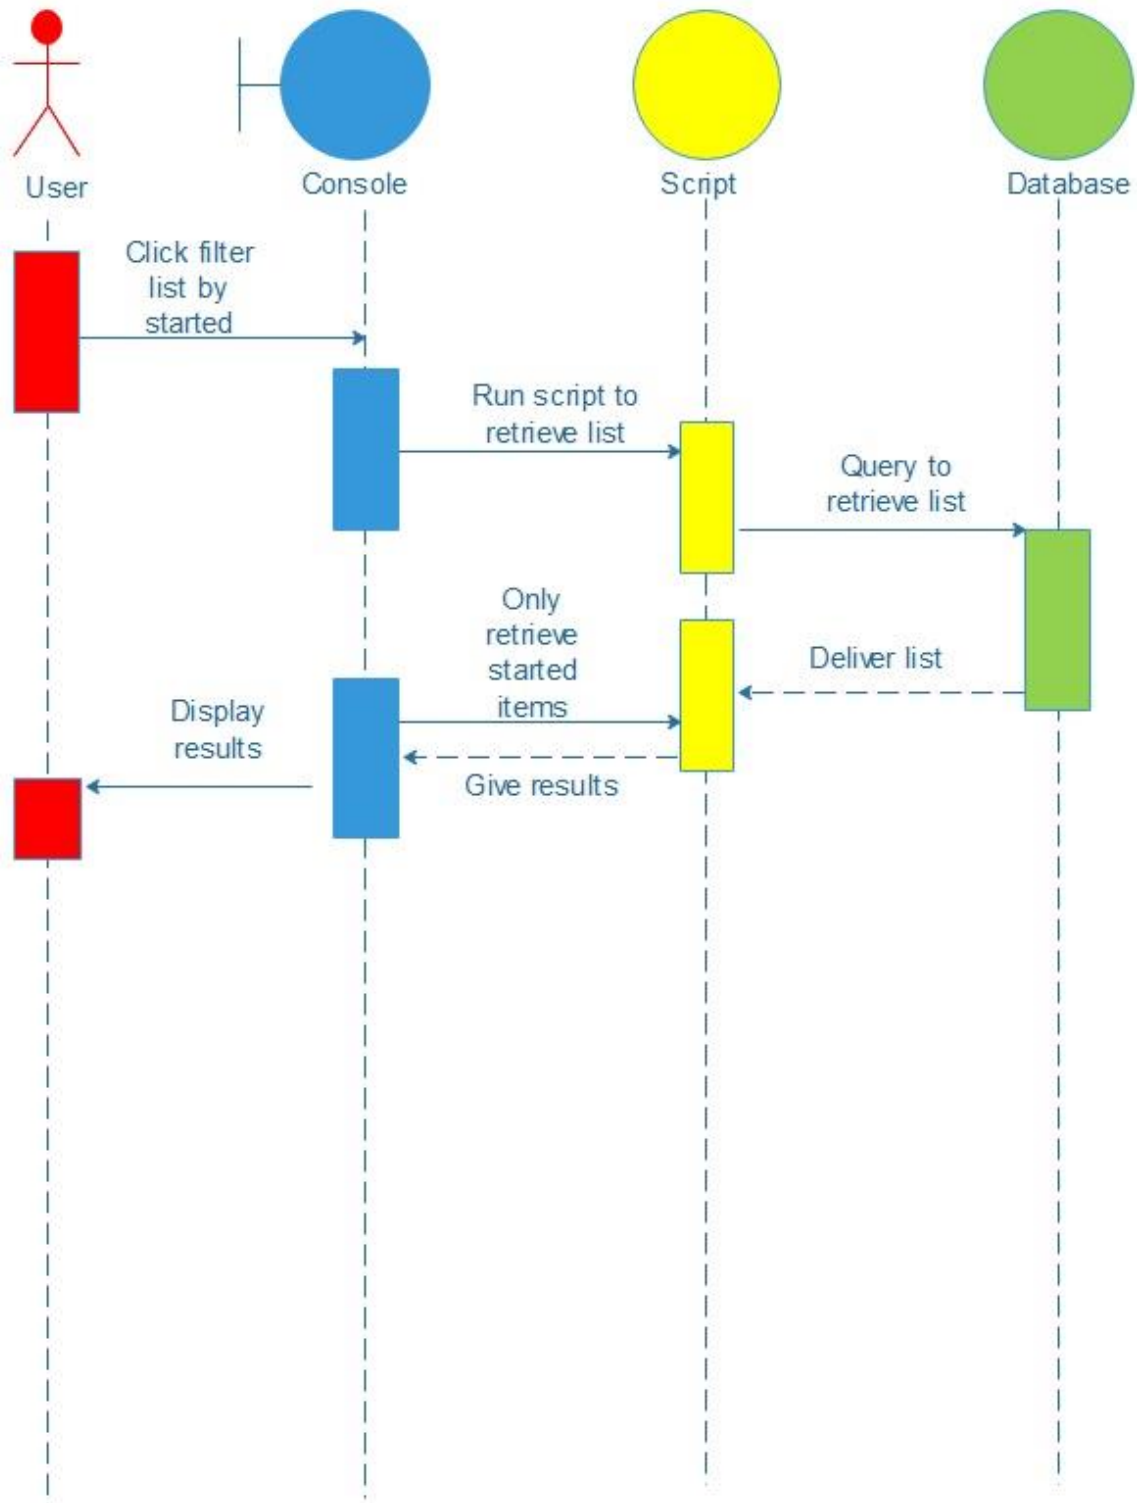 User
Console
Script
Database
Click filter
list by
started
Run script to
retrieve list
Query to
retrieve list
Only
retrieve
started
items
Deliver list
Display
results
Give results